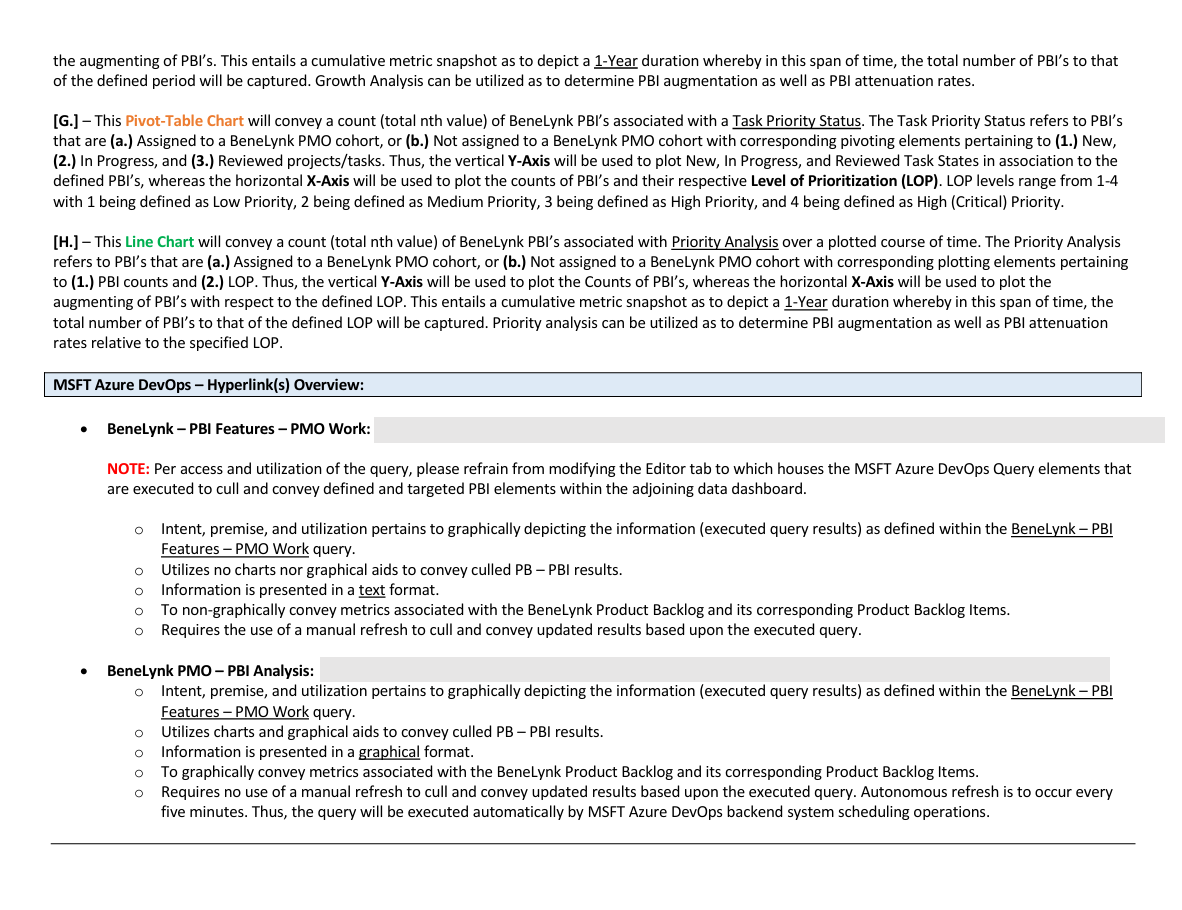 the augmenting of PBI’s. This entails a cumulative metric snapshot as to depict a 1-Year duration whereby in this span of time, the total number of PBI’s to that
of the defined period will be captured. Growth Analysis can be utilized as to determine PBI augmentation as well as PBI attenuation rates.
[G.] – This Pivot-Table Chart will convey a count (total nth value) of BeneLynk PBI’s associated with a Task Priority Status. The Task Priority Status refers to PBI’s
that are (a.) Assigned to a BeneLynk PMO cohort, or (b.) Not assigned to a BeneLynk PMO cohort with corresponding pivoting elements pertaining to (1.) New,
(2.) In Progress, and (3.) Reviewed projects/tasks. Thus, the vertical Y-Axis will be used to plot New, In Progress, and Reviewed Task States in association to the
defined PBI’s, whereas the horizontal X-Axis will be used to plot the counts of PBI’s and their respective Level of Prioritization (LOP). LOP levels range from 1-4
with 1 being defined as Low Priority, 2 being defined as Medium Priority, 3 being defined as High Priority, and 4 being defined as High (Critical) Priority.
[H.] – This Line Chart will convey a count (total nth value) of BeneLynk PBI’s associated with Priority Analysis over a plotted course of time. The Priority Analysis
refers to PBI’s that are (a.) Assigned to a BeneLynk PMO cohort, or (b.) Not assigned to a BeneLynk PMO cohort with corresponding plotting elements pertaining
to (1.) PBI counts and (2.) LOP. Thus, the vertical Y-Axis will be used to plot the Counts of PBI’s, whereas the horizontal X-Axis will be used to plot the
augmenting of PBI’s with respect to the defined LOP. This entails a cumulative metric snapshot as to depict a 1-Year duration whereby in this span of time, the
total number of PBI’s to that of the defined LOP will be captured. Priority analysis can be utilized as to determine PBI augmentation as well as PBI attenuation
rates relative to the specified LOP.
MSFT Azure DevOps – Hyperlink(s) Overview:
• BeneLynk – PBI Features – PMO Work:
NOTE: Per access and utilization of the query, please refrain from modifying the Editor tab to which houses the MSFT Azure DevOps Query elements that
are executed to cull and convey defined and targeted PBI elements within the adjoining data dashboard.
o Intent, premise, and utilization pertains to graphically depicting the information (executed query results) as defined within the BeneLynk – PBI
Features – PMO Work query.
o Utilizes no charts nor graphical aids to convey culled PB – PBI results.
o Information is presented in a text format.
o To non-graphically convey metrics associated with the BeneLynk Product Backlog and its corresponding Product Backlog Items.
o Requires the use of a manual refresh to cull and convey updated results based upon the executed query.
• BeneLynk PMO – PBI Analysis:
o Intent, premise, and utilization pertains to graphically depicting the information (executed query results) as defined within the BeneLynk – PBI
Features – PMO Work query.
o Utilizes charts and graphical aids to convey culled PB – PBI results.
o Information is presented in a graphical format.
o To graphically convey metrics associated with the BeneLynk Product Backlog and its corresponding Product Backlog Items.
o Requires no use of a manual refresh to cull and convey updated results based upon the executed query. Autonomous refresh is to occur every
five minutes. Thus, the query will be executed automatically by MSFT Azure DevOps backend system scheduling operations.